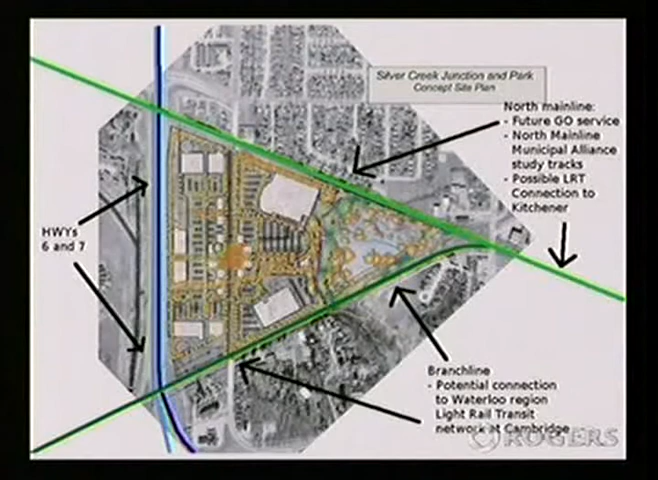 Silver Creek Junction and Park
Concept Site Plan
North mainline:
- Future GO service
- North Mainline
Municipal Alliance
study tracks
- Possible LRT
Connection to
Kitchener
HWYs
6 and 7
Branchline
- Potential connection
to Waterloo region
Light Rail Transit
network at Cambridge
ROGERS